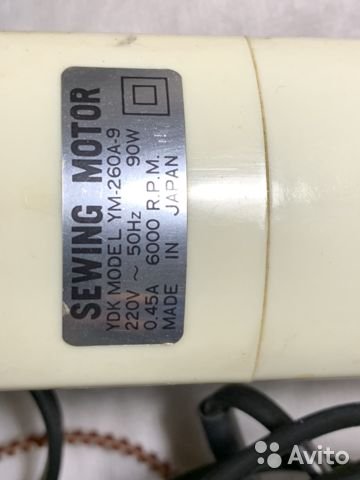 SEWING MOTOR
YDK MODEL YM-260A-9
220V ~ 50Hz 90W
0.45A 6000 R.P.M.
MADE IN JAPAN
Avito